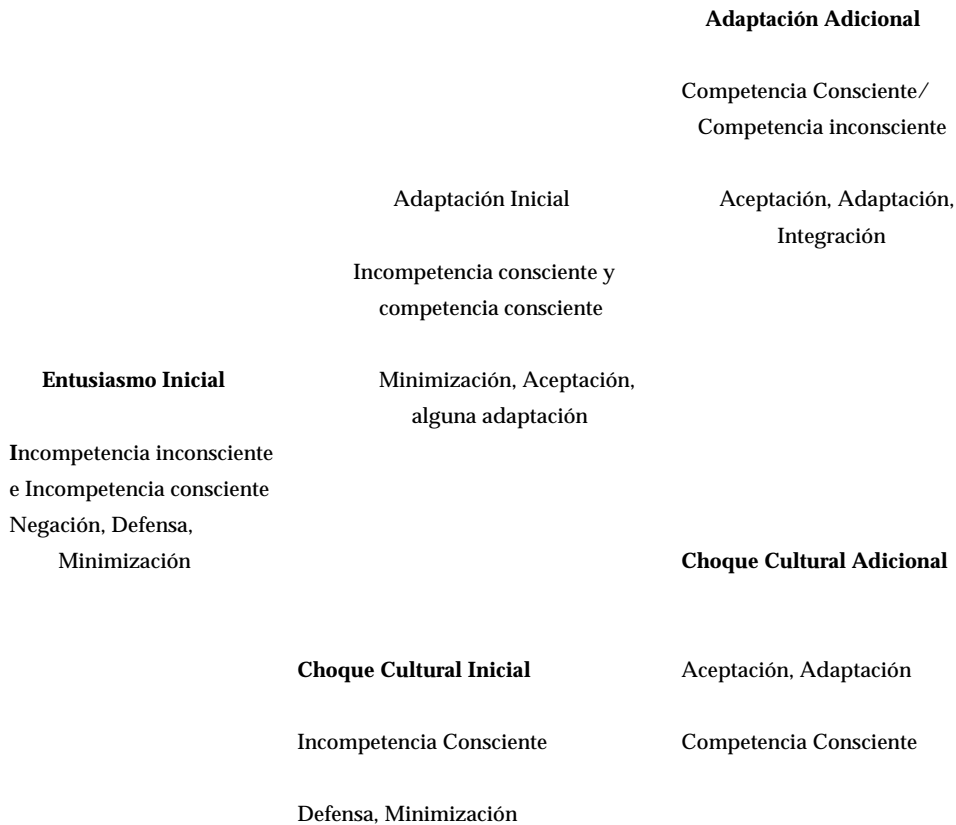 Adaptación Adicional
Competencia Consciente/
Competencia inconsciente
Aceptación, Adaptación,
Integración
Adaptación Inicial
Incompetencia consciente y
competencia consciente
Minimización, Aceptación,
alguna adaptación
Entusiasmo Inicial
Incompetencia inconsciente
e Incompetencia consciente
Negación, Defensa,
Minimización
Choque Cultural Inicial
Incompetencia Consciente
Defensa, Minimización
Choque Cultural Adicional
Aceptación, Adaptación
Competencia Consciente